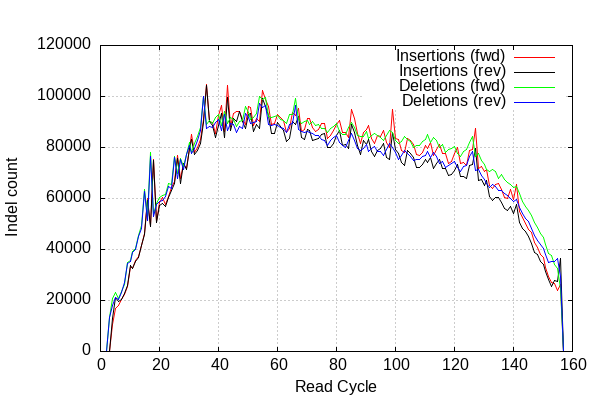 120000
100000
80000
60000
40000
20000
0
Indel count
Insertions (fwd)
Insertions (rev)
Deletions (fwd)
Deletions (rev)
0 20 40 60 80 100 120 140 160
Read Cycle